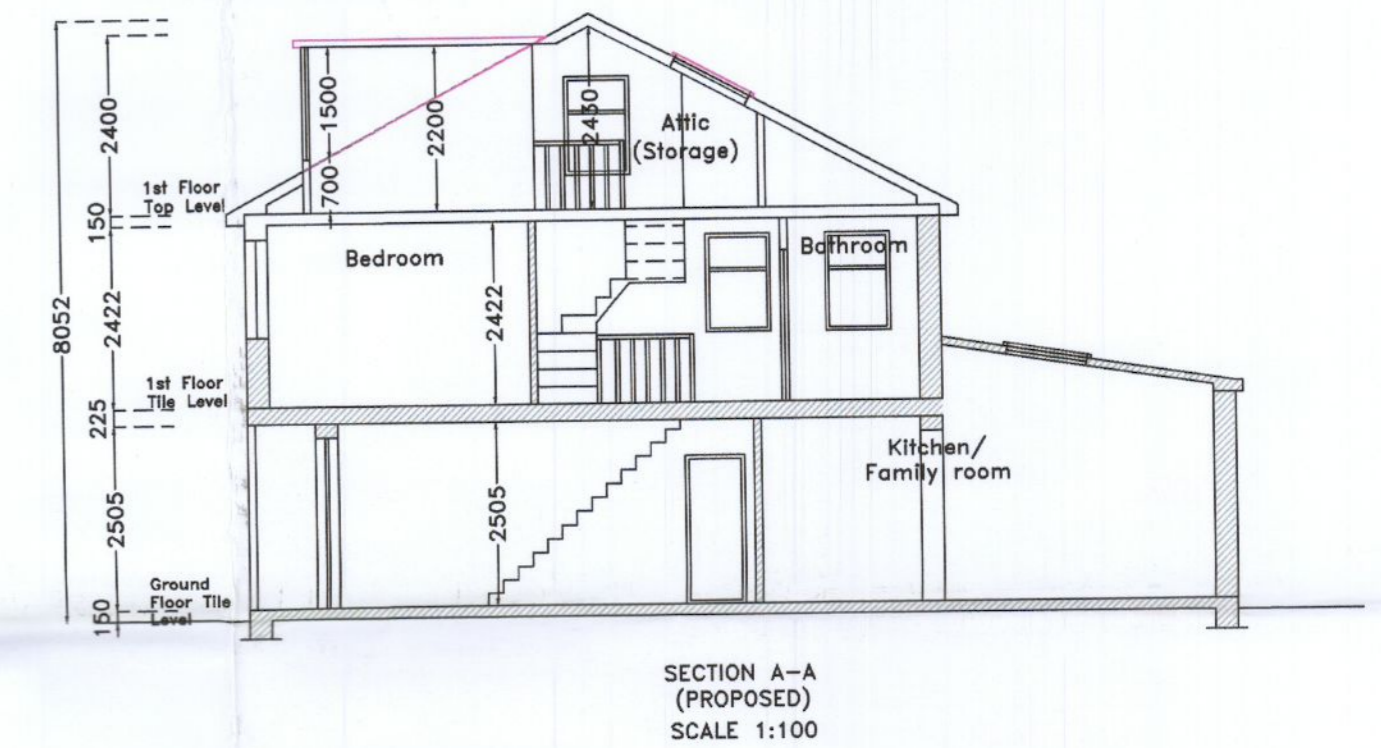 8052
2400
150
2422
225
2505
150
1st Floor
Top Level
1st Floor
Tile Level
Ground
Floor Tile
Level
1500
700
2200
2430
Attic
(Storage)
Bedroom
2422
Bathroom
2505
Kitchen/
Family room
SECTION A-A
(PROPOSED)
SCALE 1:100